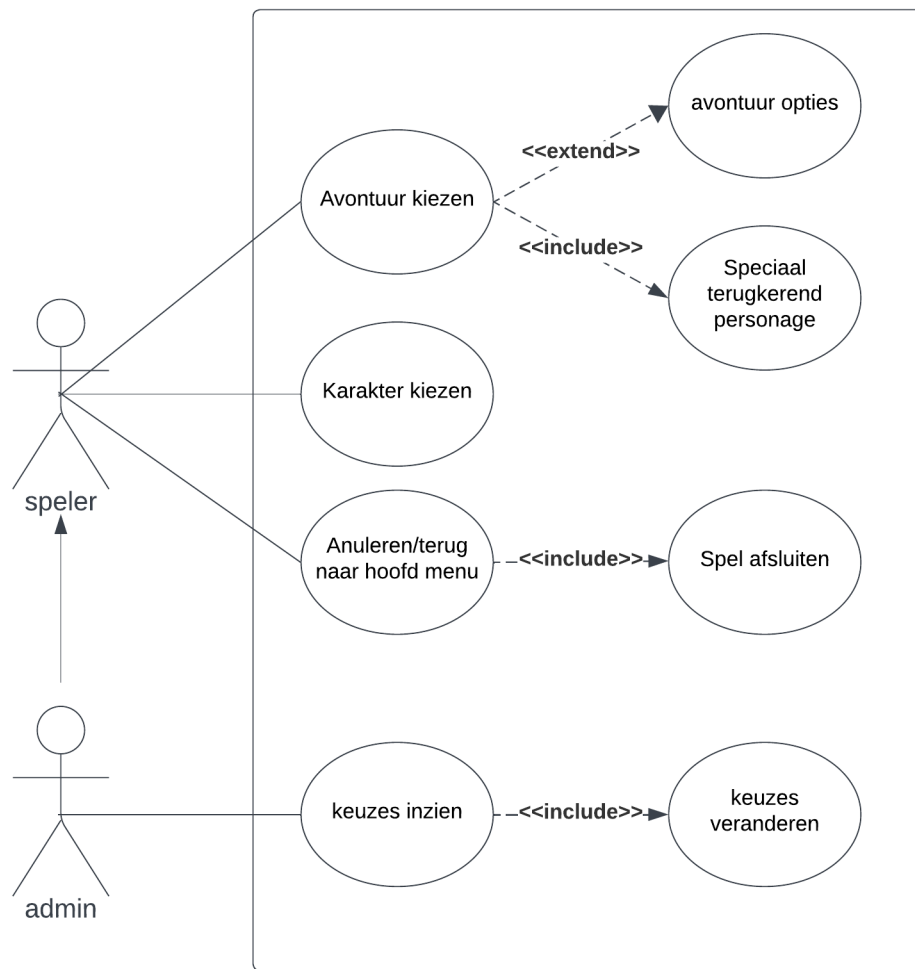 avontuur opties
<<extend>>
Avontuur kiezen
<<include>>
Speciaal
terugkerend
personage
Karakter kiezen
speler
Anuleren/terug
naar hoofd menu
<<include>>
Spel afsluiten
keuzes inzien
<<include>>
keuzes
veranderen
admin